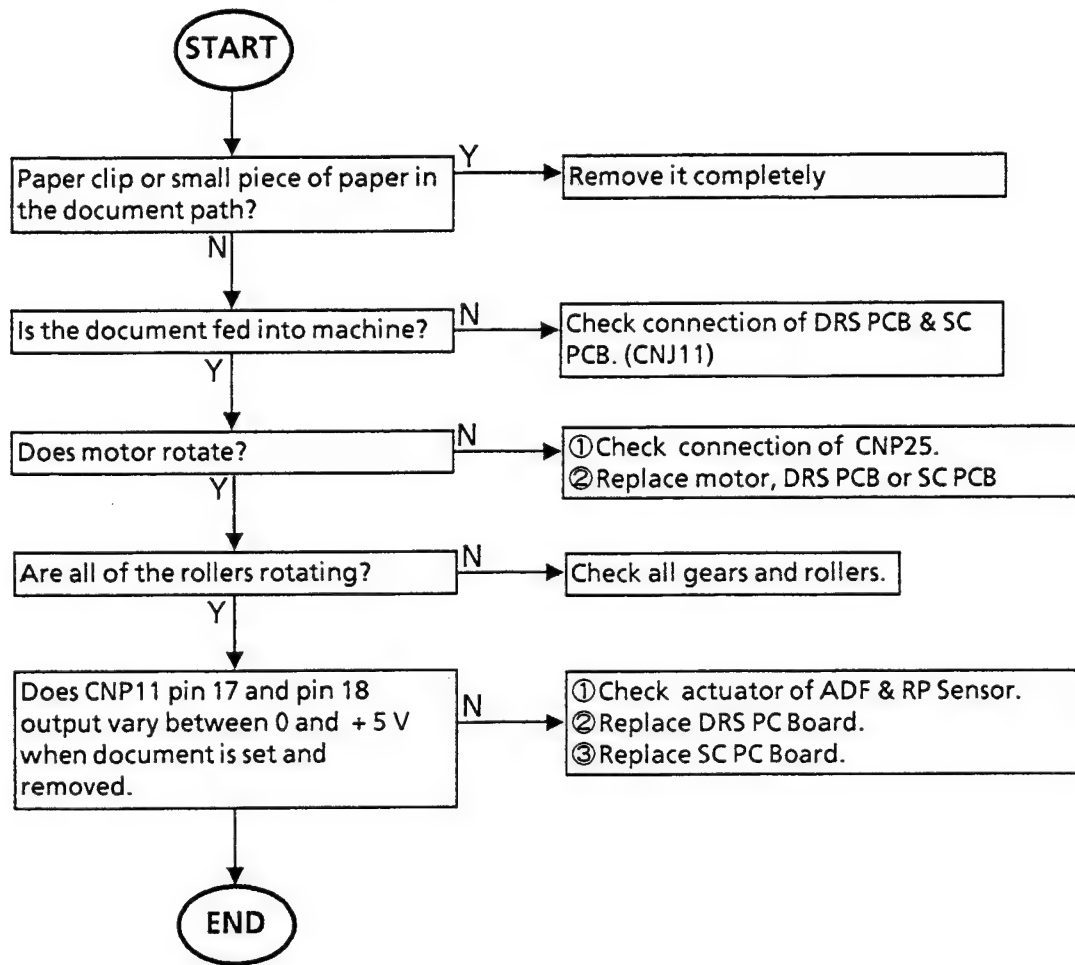 START
Paper clip or small piece of paper in
the document path?
Y
Remove it completely
N
Is the document fed into machine?
N
Check connection of DRS PCB & SC
PCB. (CNJ11)
Y
Does motor rotate?
N
①Check connection of CNP25.
②Replace motor, DRS PCB or SC PCB
Y
Are all of the rollers rotating?
N
Check all gears and rollers.
Y
Does CNP11 pin 17 and pin 18
output vary between 0 and + 5 V
when document is set and
removed.
N
①Check actuator of ADF & RP Sensor.
②Replace DRS PC Board.
③Replace SC PC Board.
END